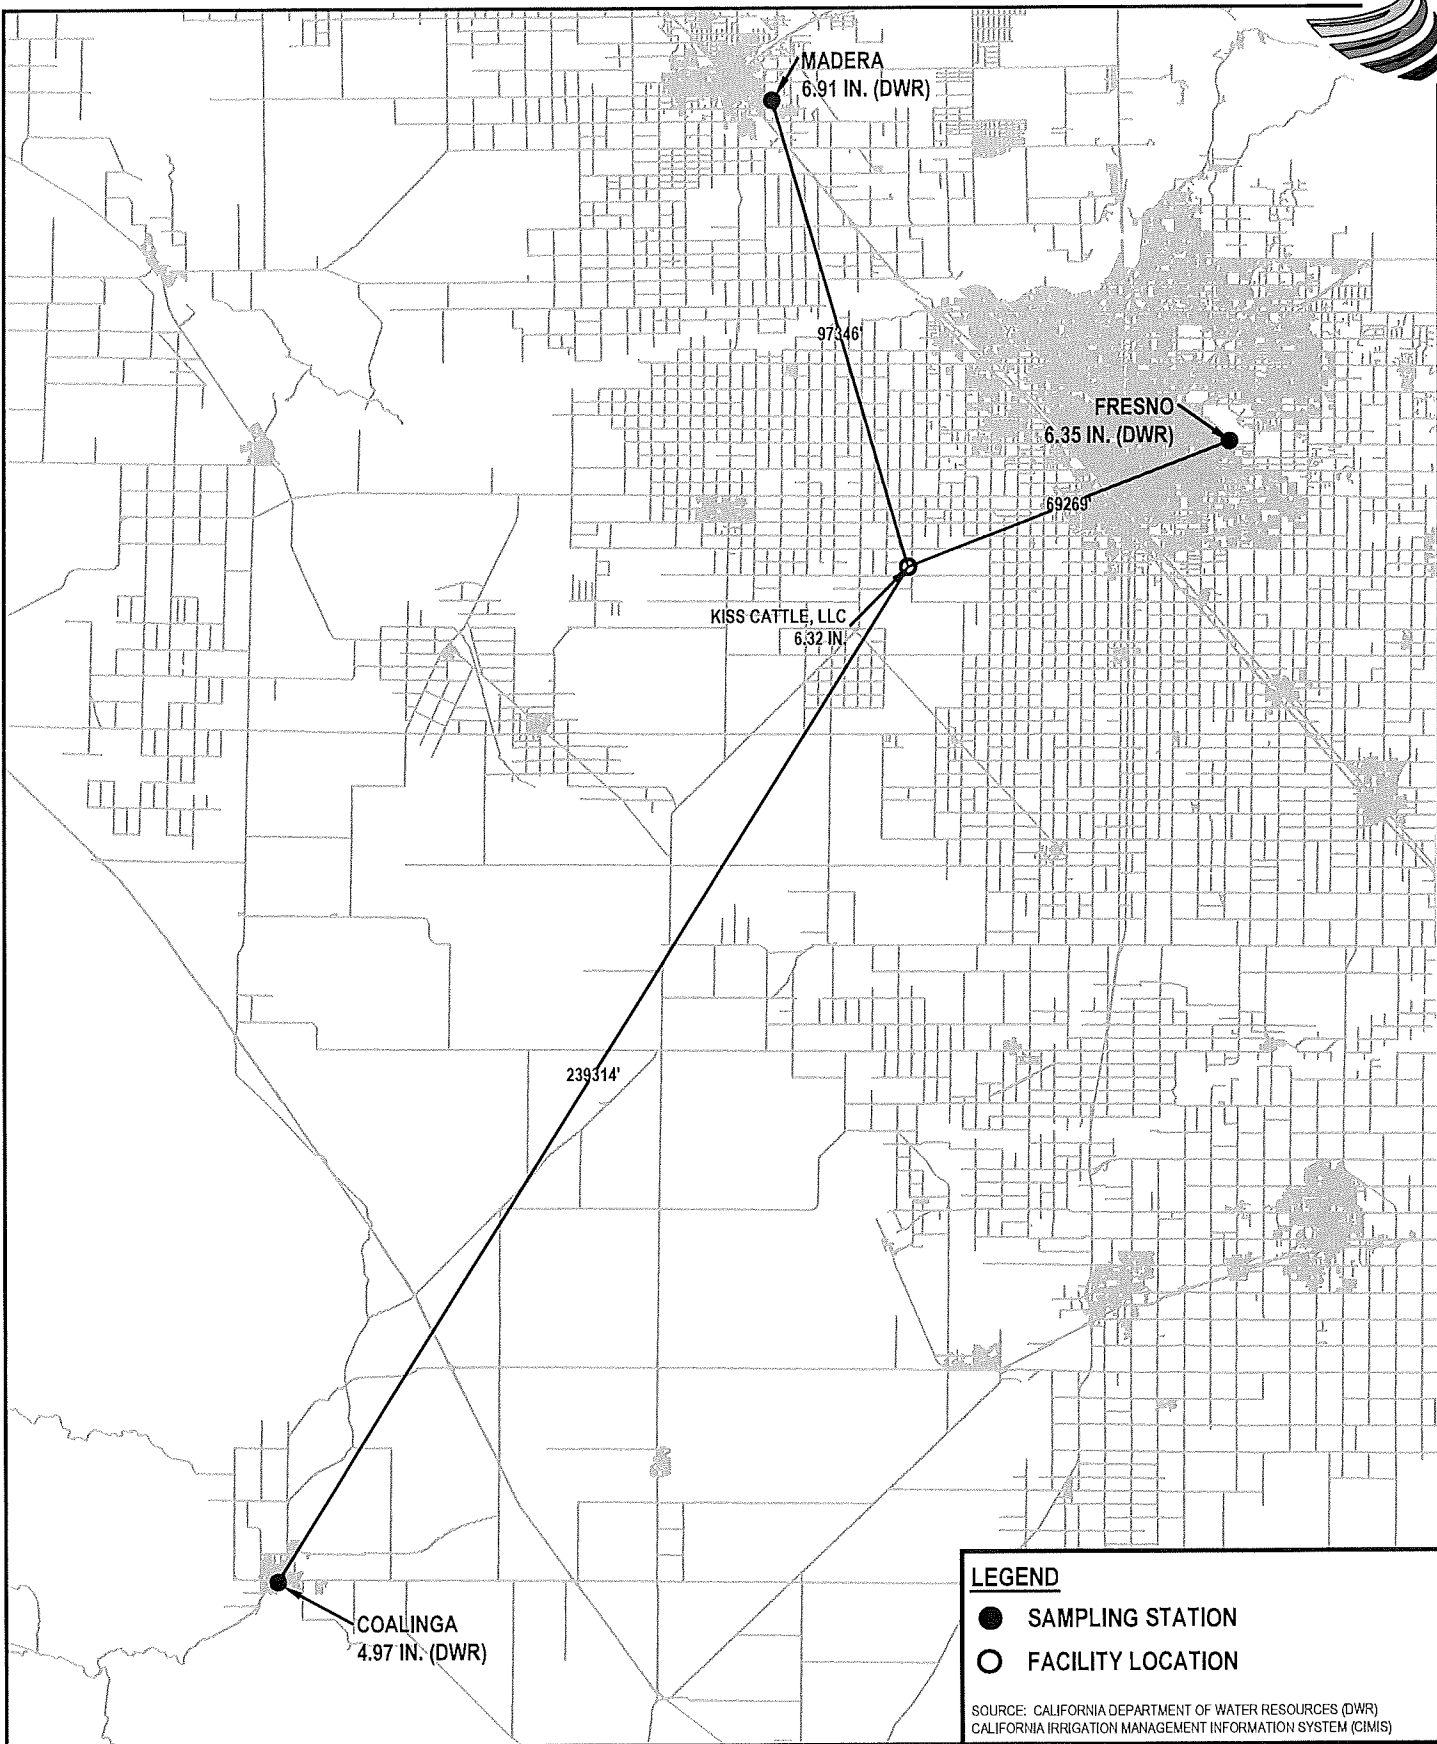 MADERA
6.91 IN. (DWR)
97346'
FRESNO
6.35 IN. (DWR)
69269'
KISS CATTLE, LLC
6.32 IN.
239314'
COALINGA
4.97 IN. (DWR)
LEGEND
SAMPLING STATION
FACILITY LOCATION
SOURCE: CALIFORNIA DEPARTMENT OF WATER RESOURCES (DWR)
CALIFORNIA IRRIGATION MANAGEMENT INFORMATION SYSTEM (CIMIS)